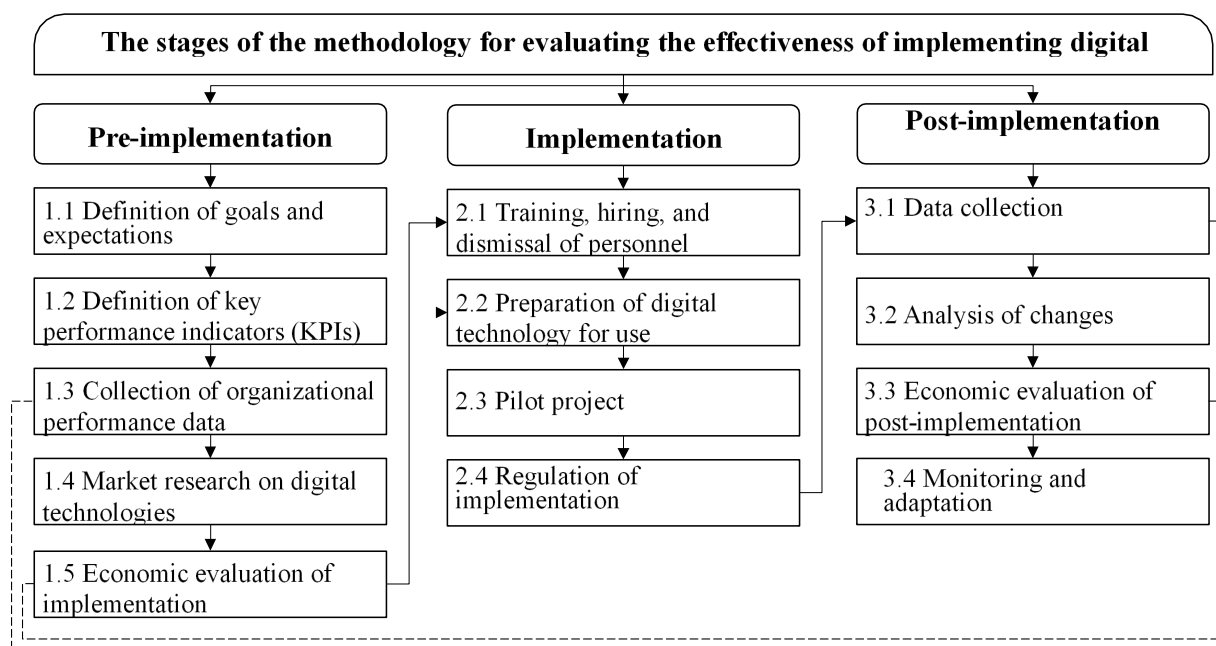 The stages of the methodology for evaluating the effectiveness of implementing digital
Pre-implementation
1.1 Definition of goals and
expectations
1.2 Definition of key
performance indicators (KPIs)
1.3 Collection of organizational
performance data
1.4 Market research on digital
technologies
1.5 Economic evaluation of
implementation
Implementation
2.1 Training, hiring, and
dismissal of personnel
2.2 Preparation of digital
technology for use
2.3 Pilot project
2.4 Regulation of
implementation
Post-implementation
3.1 Data collection
3.2 Analysis of changes
3.3 Economic evaluation of
post-implementation
3.4 Monitoring and
adaptation